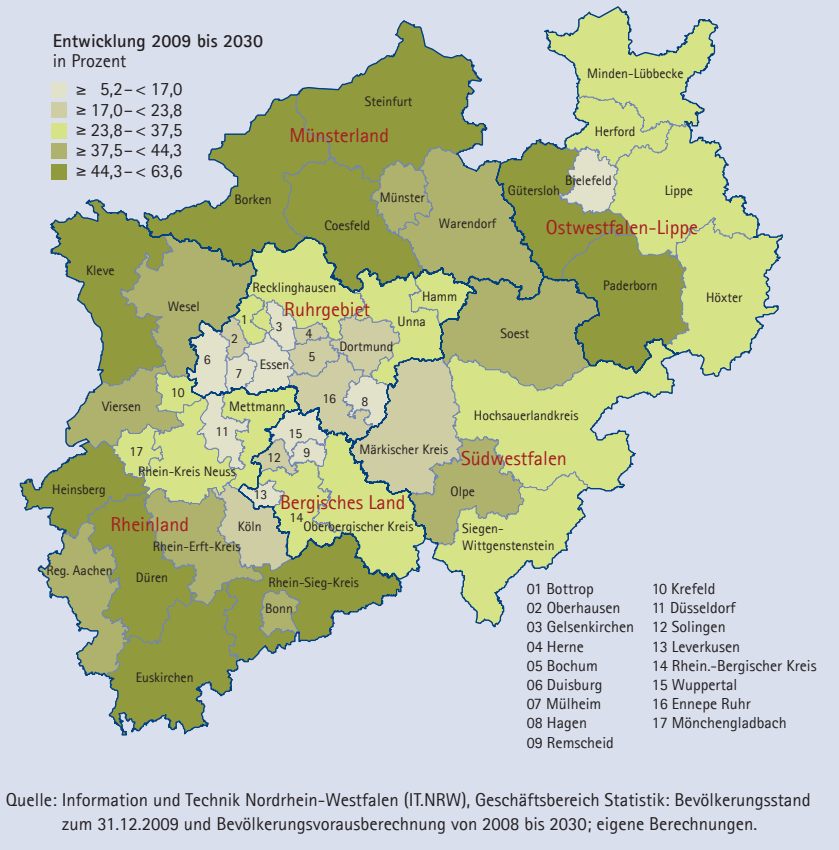 Entwicklung 2009 bis 2030
in Prozent
≥ 5,2–< 17,0
≥ 17,0–< 23,8
≥ 23,8–< 37,5
≥ 37,5–< 44,3
≥ 44,3–< 63,6
Minden-Lübbecke
Steinfurt
Herford
Münsterland
Bielefeld
Lippe
Gütersloh
Borken
Münster
Coesfeld
Warendorf
Ostwestfalen-Lippe
Kleve
Recklinghausen
Paderborn
Hamm
Höxter
Wesel
Ruhrgebiet
1
3
Unna
2
4
Dortmund
Soest
6
5
Essen
7
10
16
8
Viersen
Mettmann
Hochsauerlandkreis
11
15
17
12
9
Märkischer Kreis
Südwestfalen
Rhein-Kreis Neuss
Heinsberg
13
Olpe
Bergisches Land
14
Rheinland
Köln
Oberbergischer Kreis
Siegen-
Wittgenstenstein
Rhein-Erft-Kreis
Reg. Aachen
Düren
Rhein-Sieg-Kreis
Bonn
Euskirchen
01 Bottrop
02 Oberhausen
03 Gelsenkirchen
04 Herne
05 Bochum
06 Duisburg
07 Mülheim
08 Hagen
09 Remscheid
10 Krefeld
11 Düsseldorf
12 Solingen
13 Leverkusen
14 Rhein.-Bergischer Kreis
15 Wuppertal
16 Ennepe Ruhr
17 Mönchengladbach
Quelle: Information und Technik Nordrhein-Westfalen (IT.NRW), Geschäftsbereich Statistik: Bevölkerungsstand
zum 31.12.2009 und Bevölkerungsvorausberechnung von 2008 bis 2030; eigene Berechnungen.